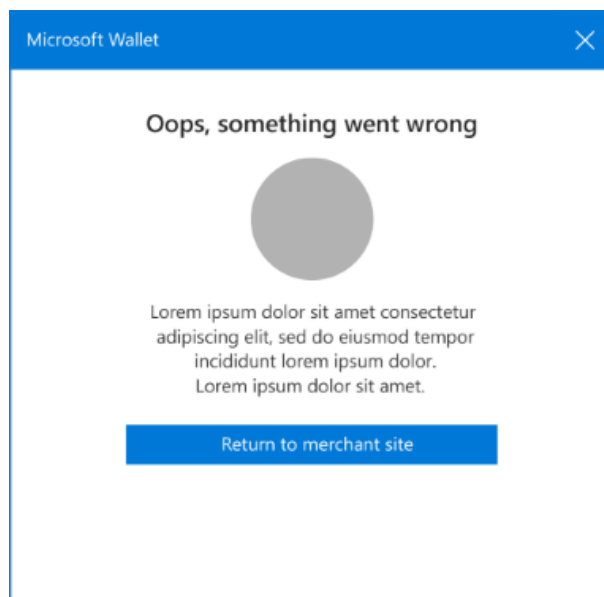 Microsoft Wallet
Oops, something went wrong
Lorem ipsum dolor sit amet consectetur
adipiscing elit, sed do eiusmod tempor
incididunt lorem ipsum dolor.
Lorem ipsum dolor sit amet.
Return to merchant site